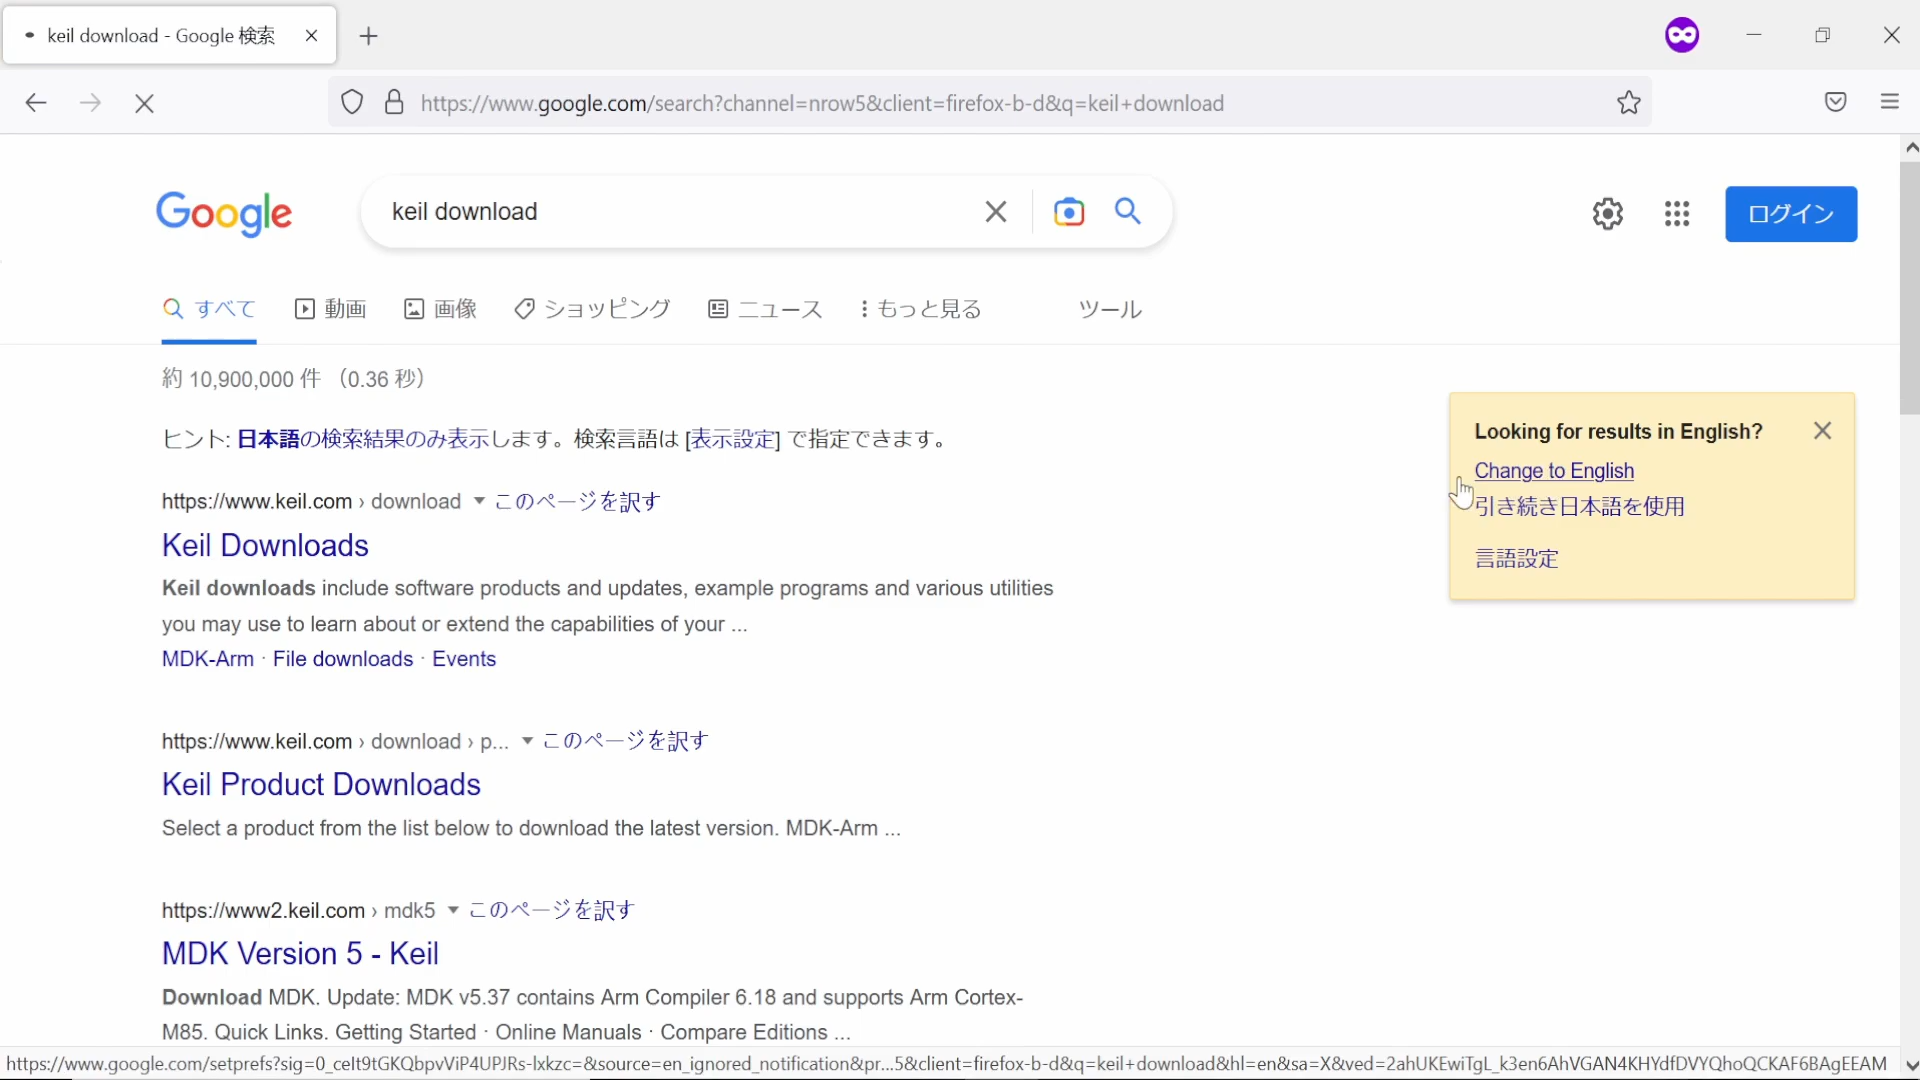 keil download - Google 検索
https://www.google.com/search?channel=nrow5&client=firefox-b-d&q=keil+download
Google
keil download
ログイン
すべて 動画 画像 ショッピング ニュース もっと見る ツール
約 10,900,000 件 （0.36 秒）
ヒント: 日本語の検索結果のみ表示します。検索言語は [表示設定] で指定できます。
Looking for results in English?
Change to English
引き続き日本語を使用
言語設定
https://www.keil.com › download このページを訳す
Keil Downloads
Keil downloads include software products and updates, example programs and various utilities
you may use to learn about or extend the capabilities of your ...
MDK-Arm · File downloads · Events
https://www.keil.com › download › p... このページを訳す
Keil Product Downloads
Select a product from the list below to download the latest version. MDK-Arm ...
https://www2.keil.com › mdk5 このページを訳す
MDK Version 5 - Keil
Download MDK. Update: MDK v5.37 contains Arm Compiler 6.18 and supports Arm Cortex-
M85. Quick Links. Getting Started · Online Manuals · Compare Editions ...
https://www.google.com/setprefs?sig=0_celt9tGKQbpvViP4UPJRs-lxkzc=&source=en_ignored_notification&pr...5&client=firefox-b-d&q=keil+download&hl=en&sa=X&ved=2ahUKEwiTgL_k3en6AhVGAN4KHYdfDVYQhoQCKAF6BAgEEAM